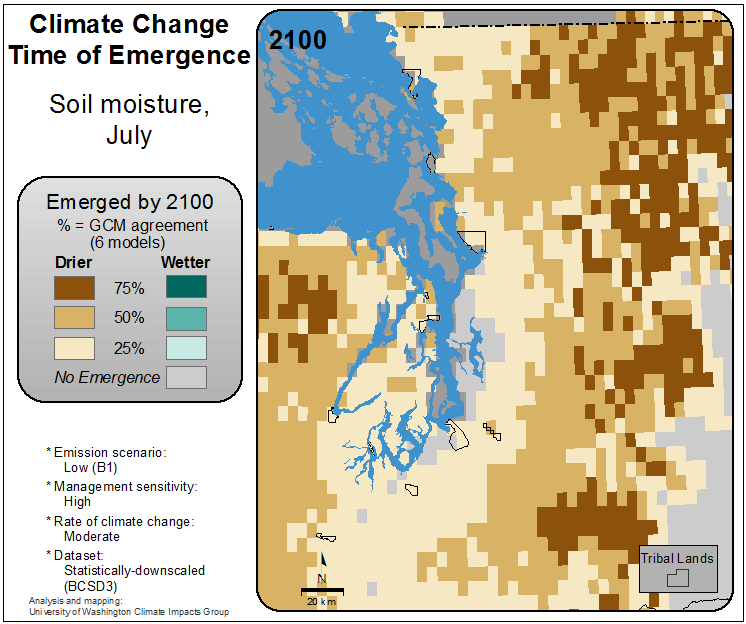 Climate Change
Time of Emergence
Soil moisture,
July
Emerged by 2100
% = GCM agreement
(6 models)
Drier Wetter
75%
50%
25%
No Emergence
* Emission scenario:
Low (B1)
* Management sensitivity:
High
* Rate of climate change:
Moderate
* Dataset:
Statistically-downscaled
(BCSD3)
Analysis and mapping:
University of Washington Climate Impacts Group
2100
N
20 km
Tribal Lands